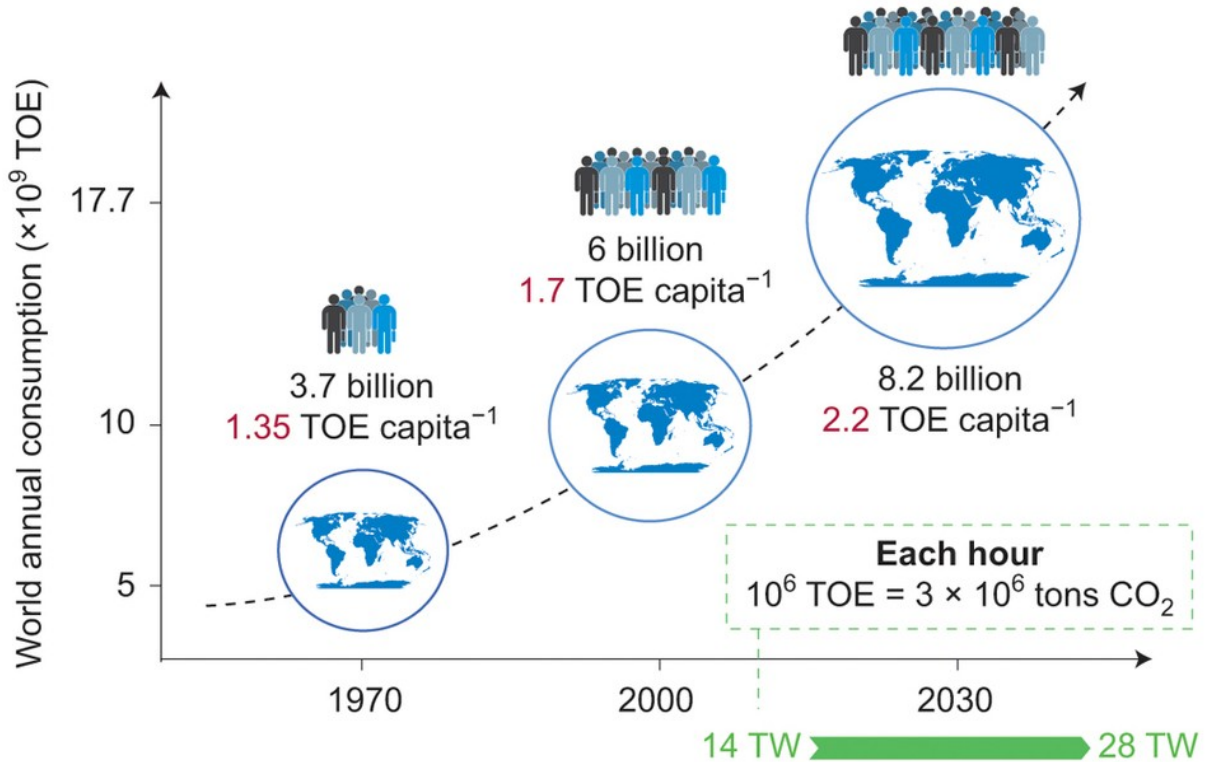 World annual consumption (×10⁹ TOE)
17.7
10
5
3.7 billion
1.35 TOE capita⁻¹
6 billion
1.7 TOE capita⁻¹
8.2 billion
2.2 TOE capita⁻¹
Each hour
10⁶ TOE = 3 × 10⁶ tons CO₂
1970
2000
2030
14 TW
28 TW